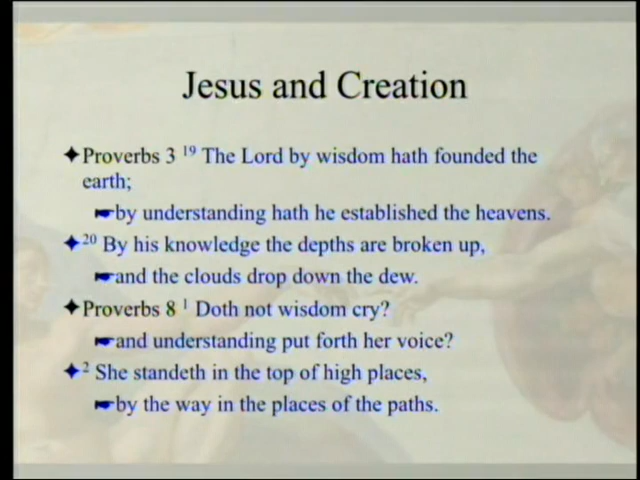 Jesus and Creation
Proverbs 3 19 The Lord by wisdom hath founded the
earth;
by understanding hath he established the heavens.
20 By his knowledge the depths are broken up,
and the clouds drop down the dew.
Proverbs 8 1 Doth not wisdom cry?
and understanding put forth her voice?
2 She standeth in the top of high places,
by the way in the places of the paths.